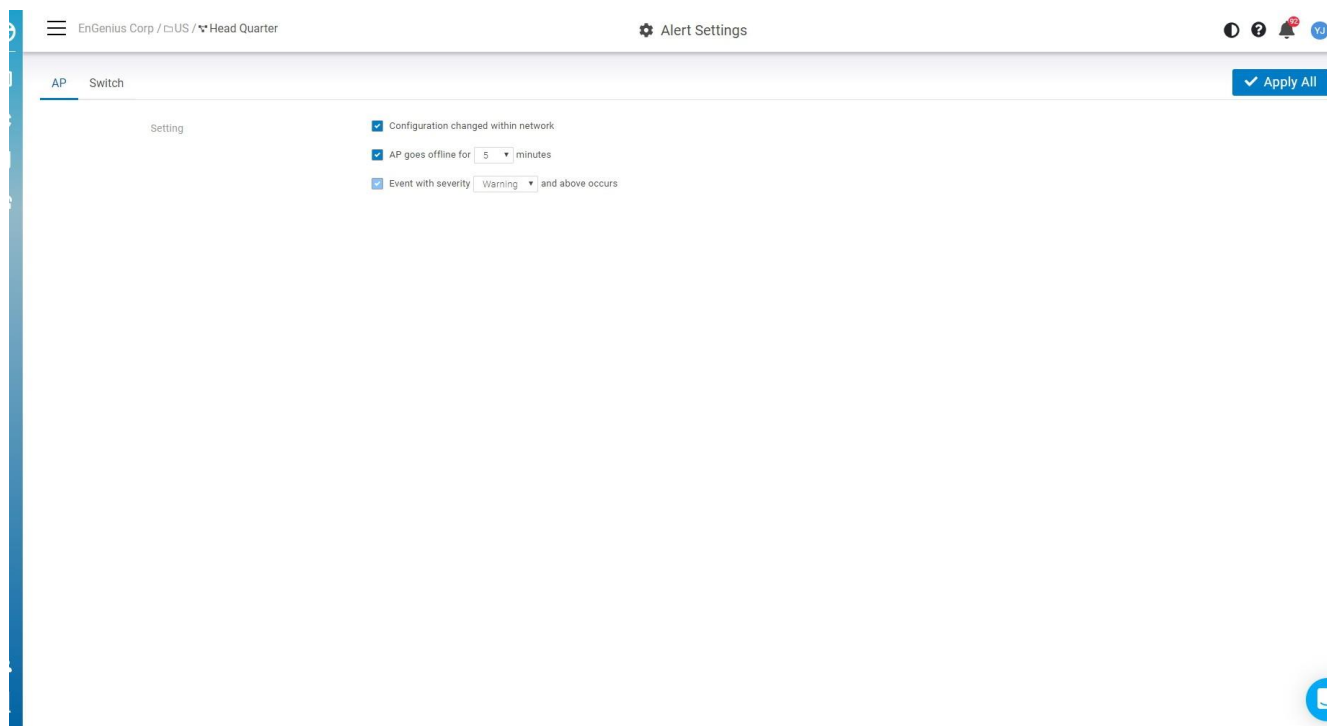 EnGenius Corp / US / Head Quarter
Alert Settings
92
YJ
AP
Switch
Apply All
Setting
Configuration changed within network
AP goes offline for 5 minutes
Event with severity Warning and above occurs